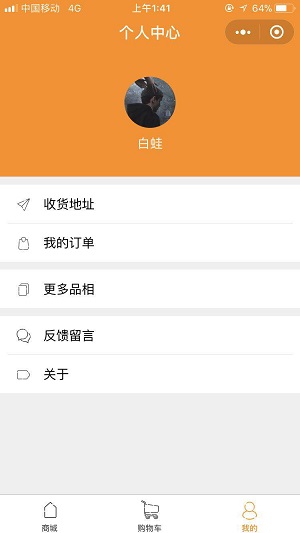 中国移动 4G 上午1:41 64%
个人中心
白蛙
收货地址
我的订单
更多品相
反馈留言
关于
商城 购物车 我的